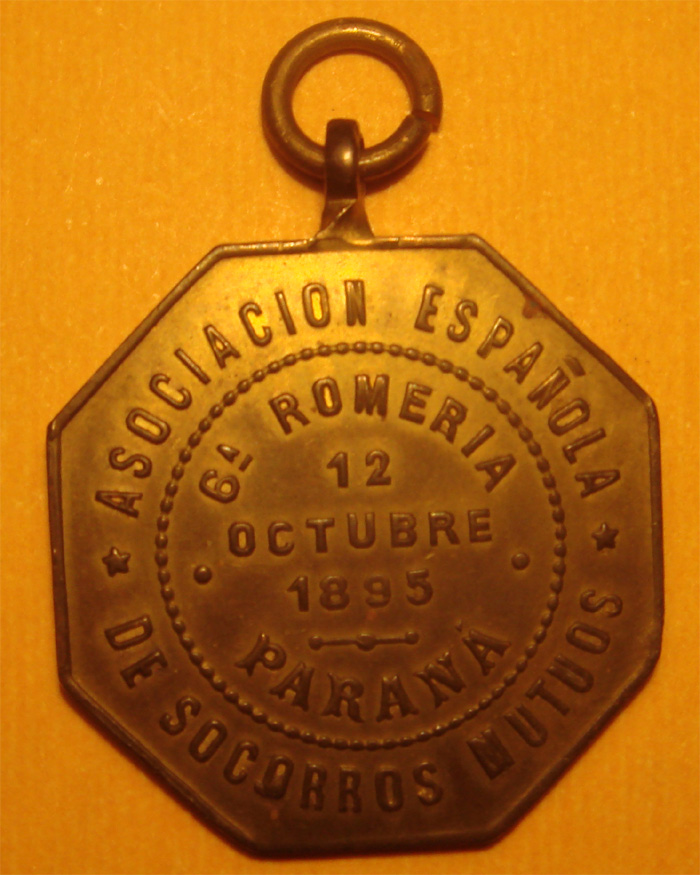 ASOCIACION ESPAÑOLA
DE SOCORROS MUTUOS
6ª ROMERIA
12
OCTUBRE
1895
PARANÁ